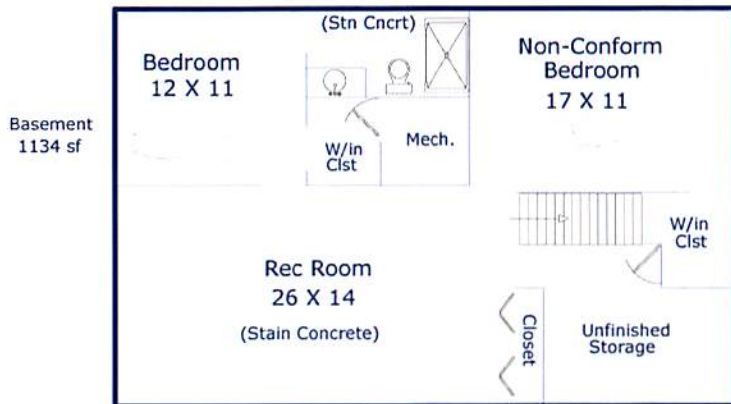 (Stn Cncrt)
Bedroom
12 X 11
Non-Conform
Bedroom
17 X 11
Basement
1134 sf
W/in
Clst
Mech.
W/in
Clst
Rec Room
26 X 14
(Stain Concrete)
Closet
Unfinished
Storage